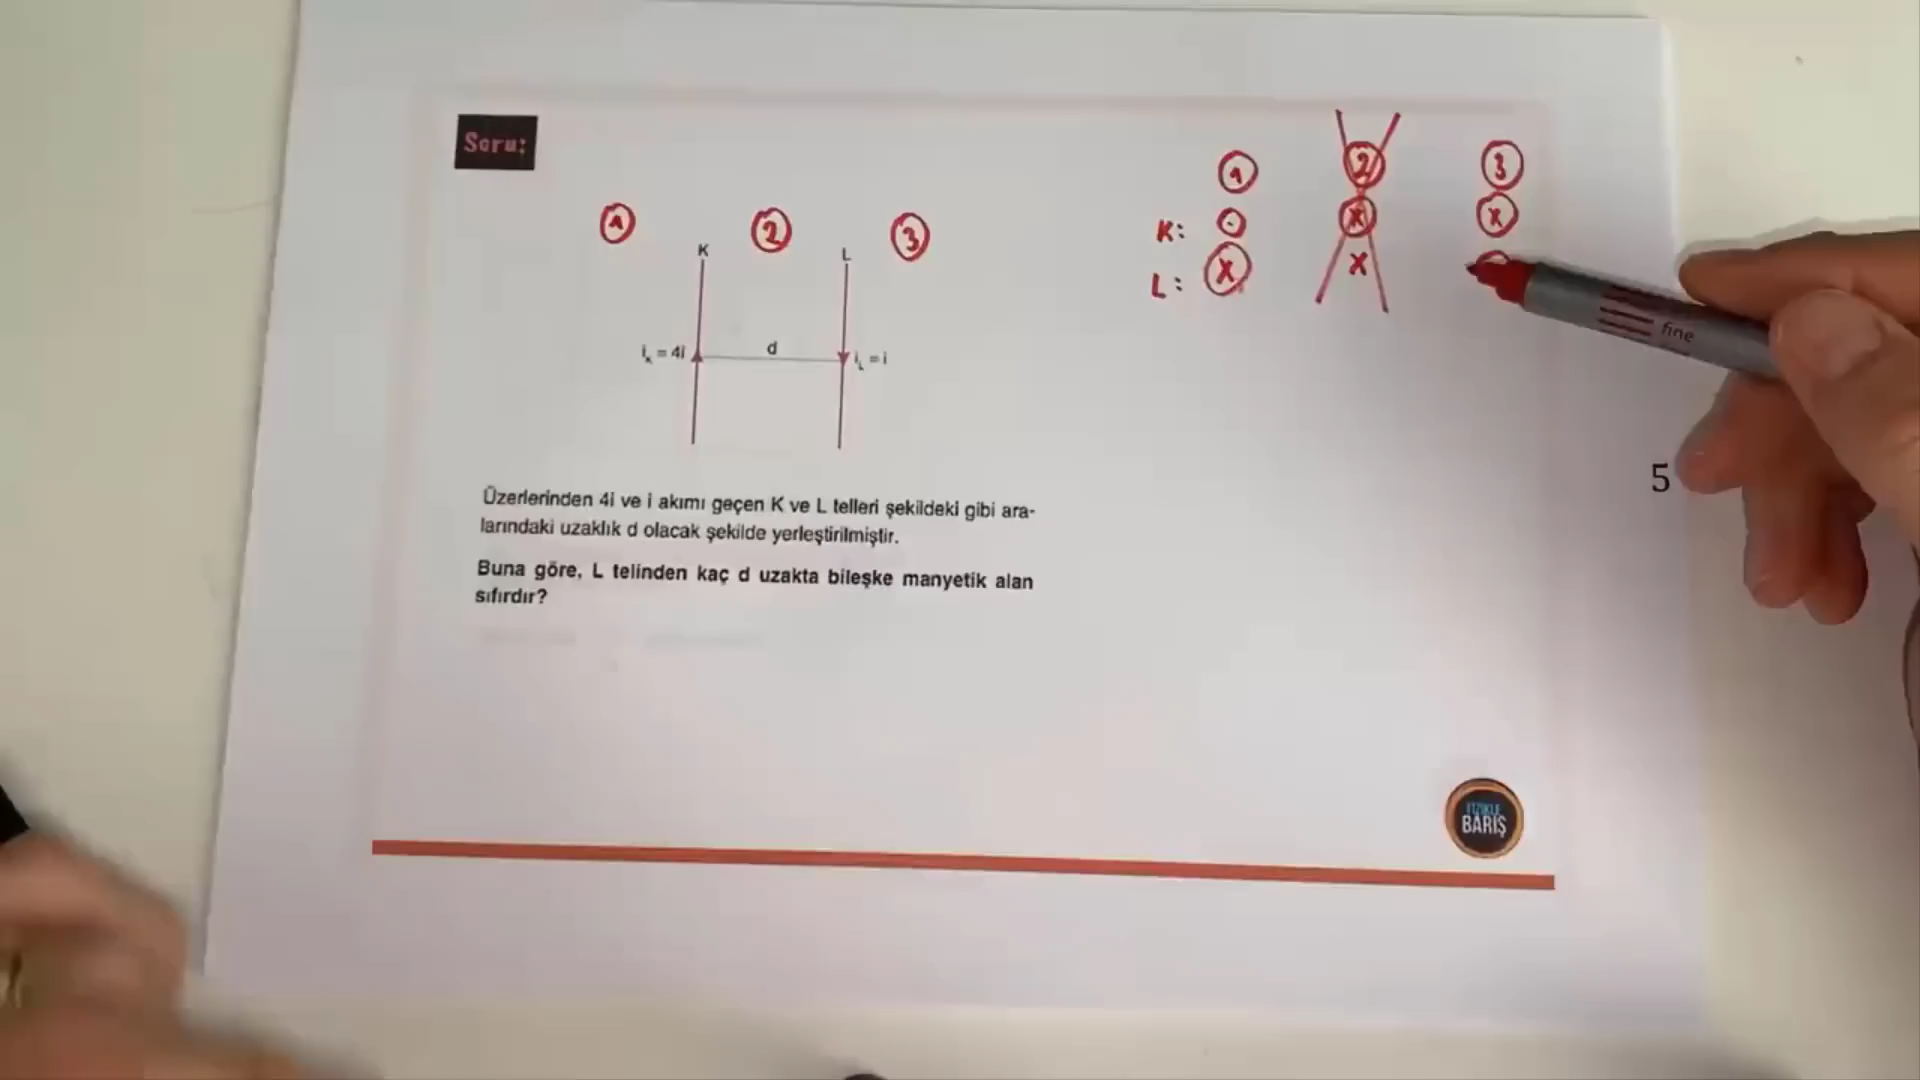 Soru:
1 2 3
K L
iK = 4i d iL = i
1 2 3
K: X
L: X X
Üzerlerinden 4i ve i akımı geçen K ve L telleri şekildeki gibi ara-
larındaki uzaklık d olacak şekilde yerleştirilmiştir.
Buna göre, L telinden kaç d uzakta bileşke manyetik alan
sıfırdır?
fine
5
FİZİKLE
BARIŞ